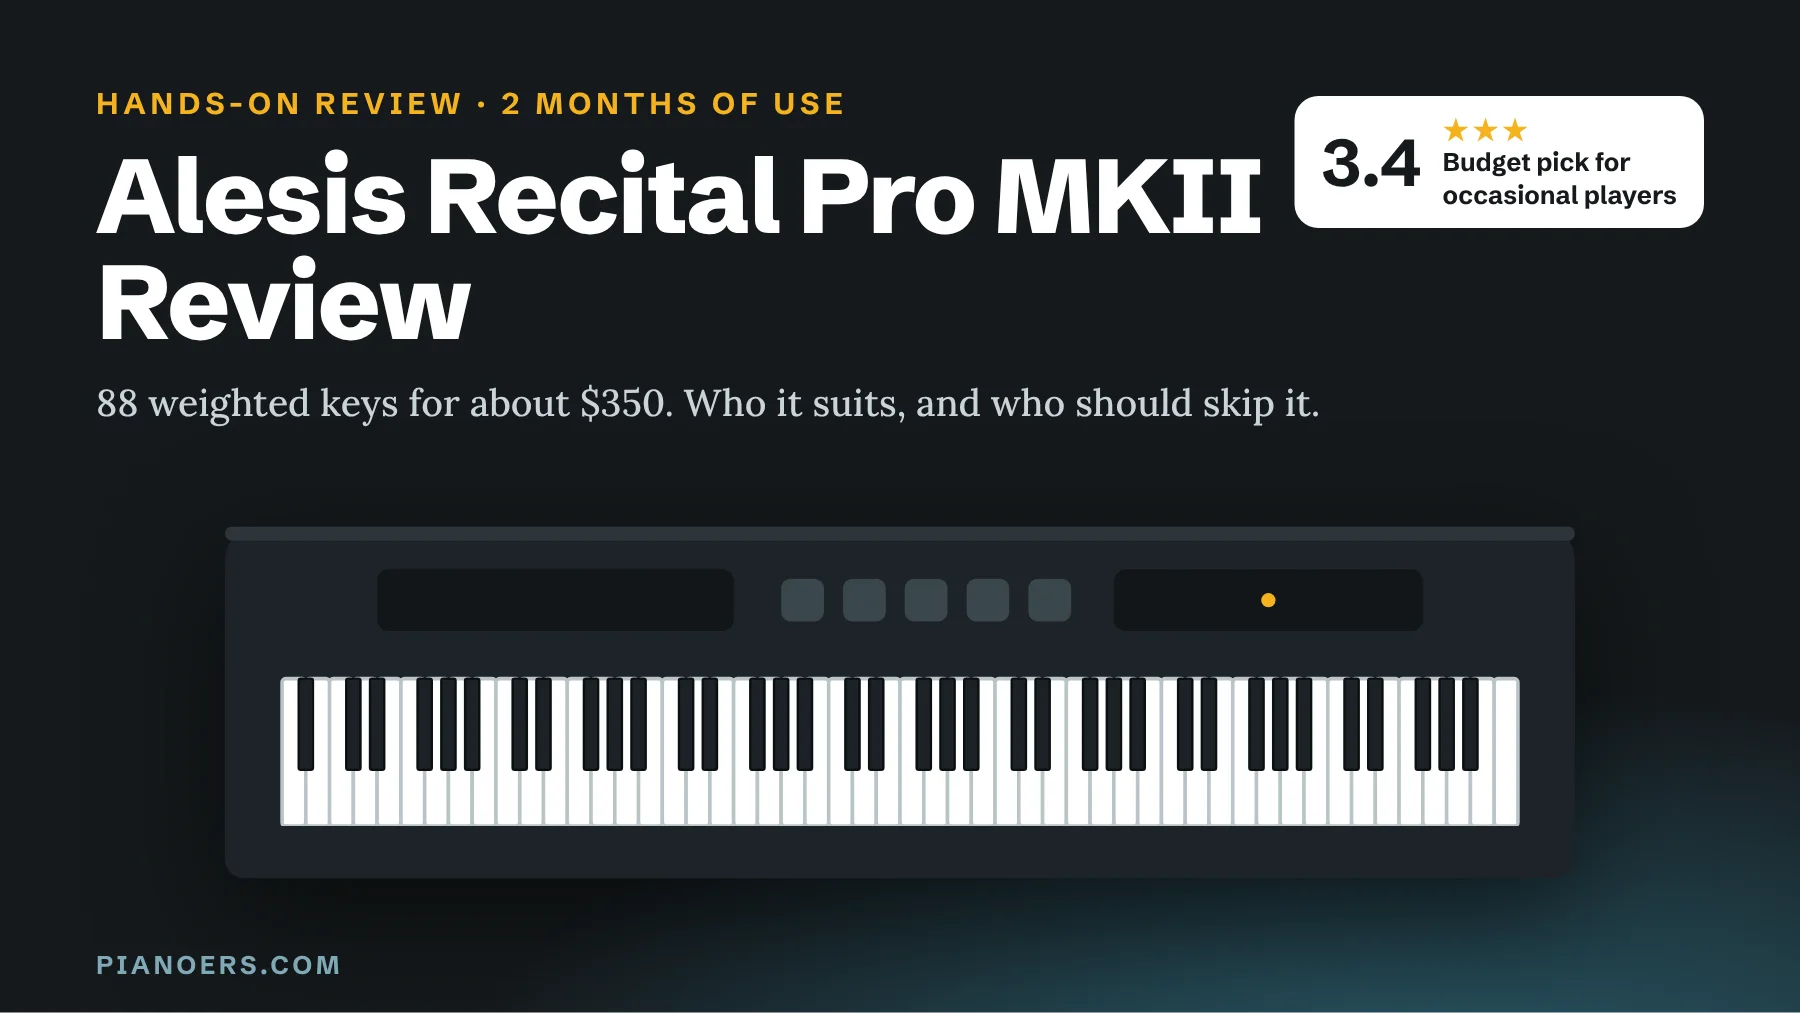 HANDS-ON REVIEW · 2 MONTHS OF USE
Alesis Recital Pro MKII
Review
3.4
★★★
Budget pick for
occasional players
88 weighted keys for about $350. Who it suits, and who should skip it.
PIANOERS.COM